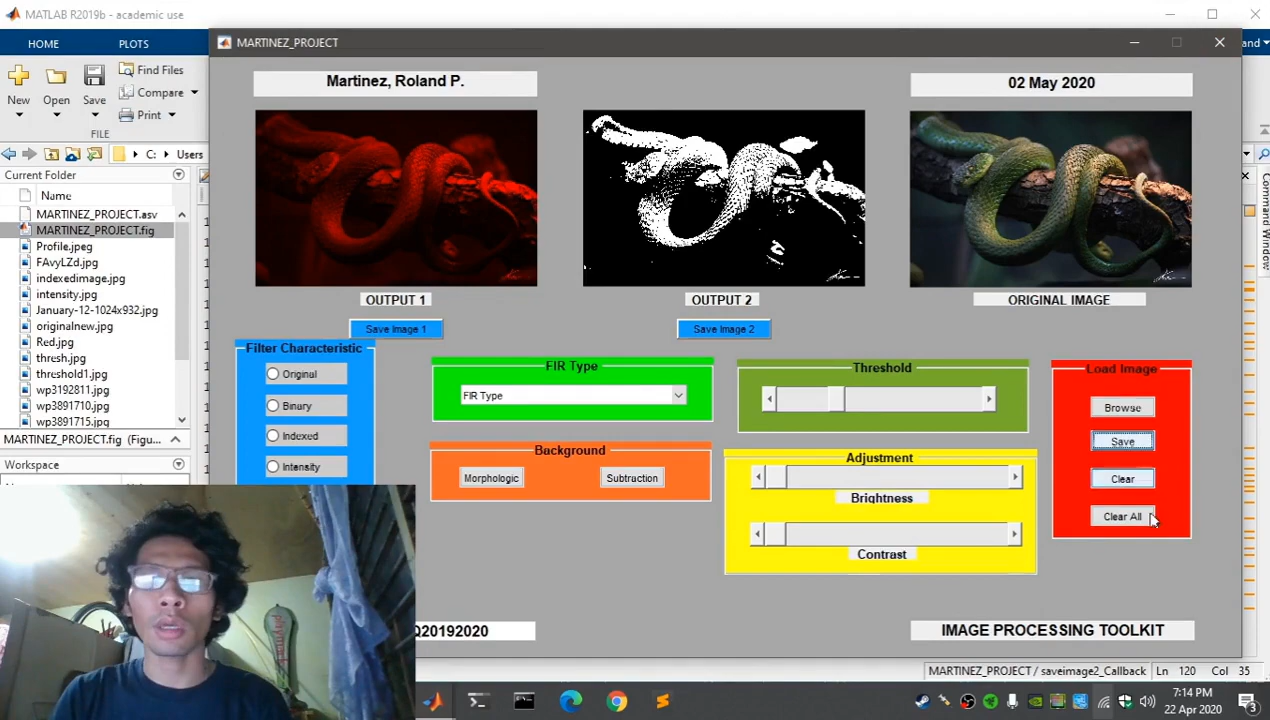 MATLAB R2019b - academic use
HOME
PLOTS
New
Open
Save
Find Files
Compare
Print
FILE
C:
Users
Current Folder
Name
MARTINEZ_PROJECT.asv
MARTINEZ_PROJECT.fig
Profile.jpeg
FAvyLZd.jpg
indexedimage.jpg
intensity.jpg
January-12-1024x932.jpg
originalnew.jpg
Red.jpg
thresh.jpg
threshold1.jpg
wp3192811.jpg
wp3891710.jpg
wp3891715.jpg
MARTINEZ_PROJECT.fig (Figu...
Workspace
MARTINEZ_PROJECT
Martinez, Roland P.
02 May 2020
OUTPUT 1
OUTPUT 2
ORIGINAL IMAGE
Save Image 1
Save Image 2
Filter Characteristic
Original
Binary
Indexed
Intensity
FIR Type
FIR Type
Background
Morphologic
Subtraction
Threshold
Adjustment
Brightness
Contrast
Load Image
Browse
Save
Clear
Clear All
Q20192020
IMAGE PROCESSING TOOLKIT
and
Command Window
MARTINEZ_PROJECT / saveimage2_Callback
Ln 120 Col 35
7:14 PM
22 Apr 2020
3